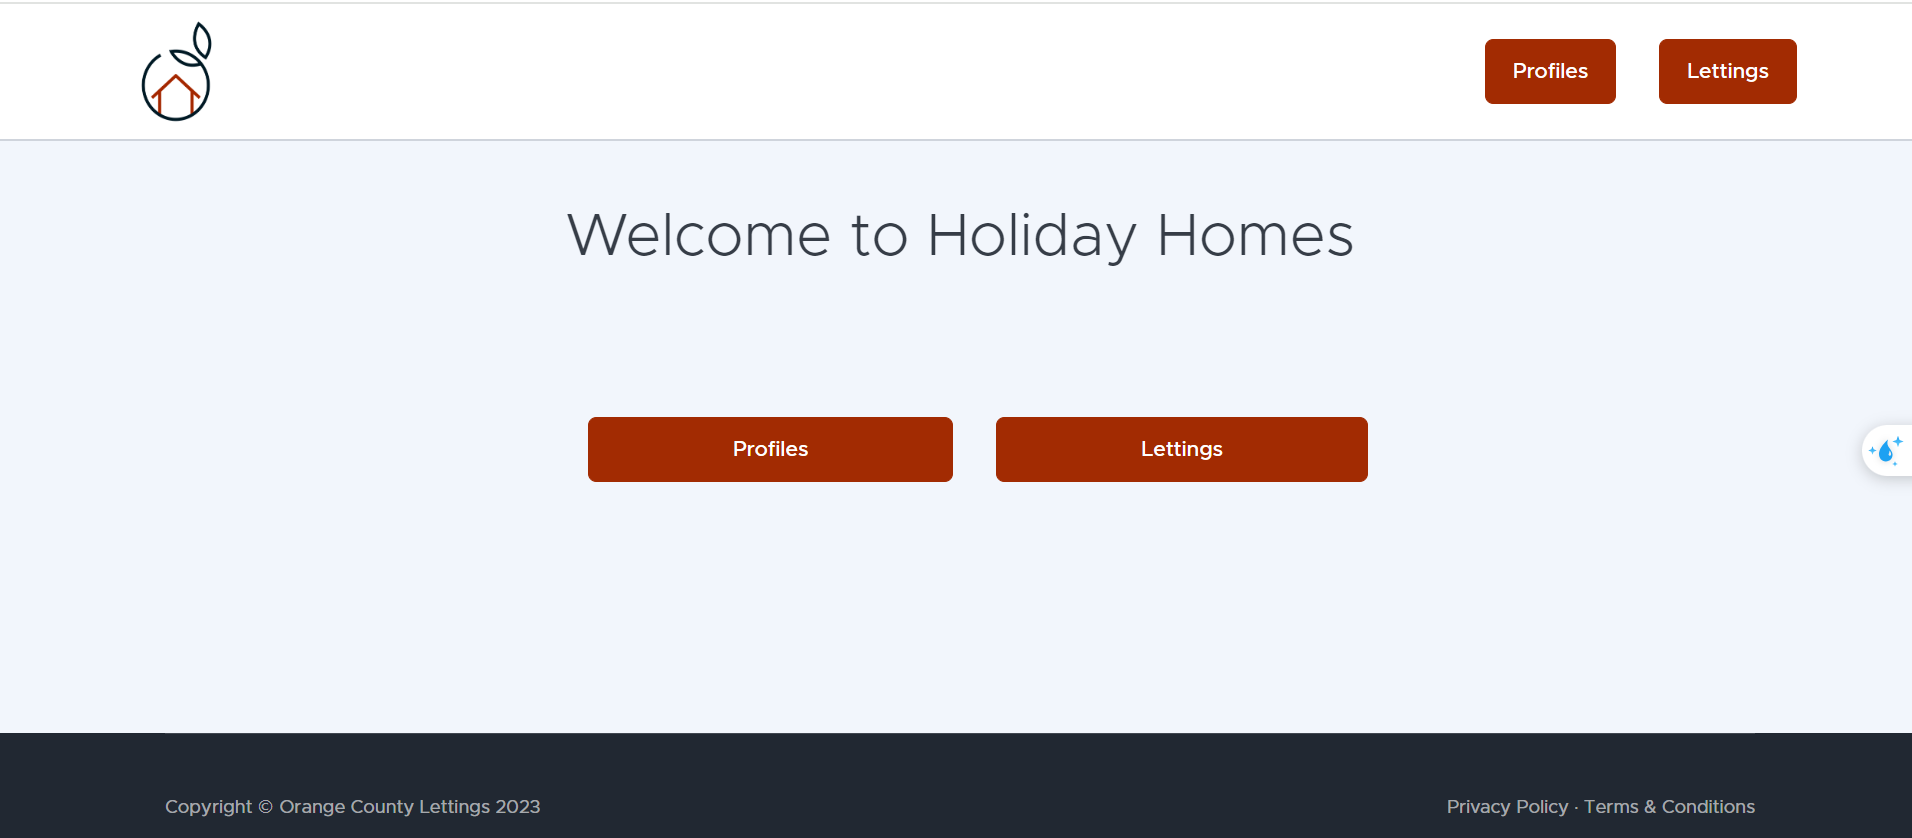 Profiles
Lettings
Welcome to Holiday Homes
Profiles
Lettings
Copyright © Orange County Lettings 2023
Privacy Policy · Terms & Conditions